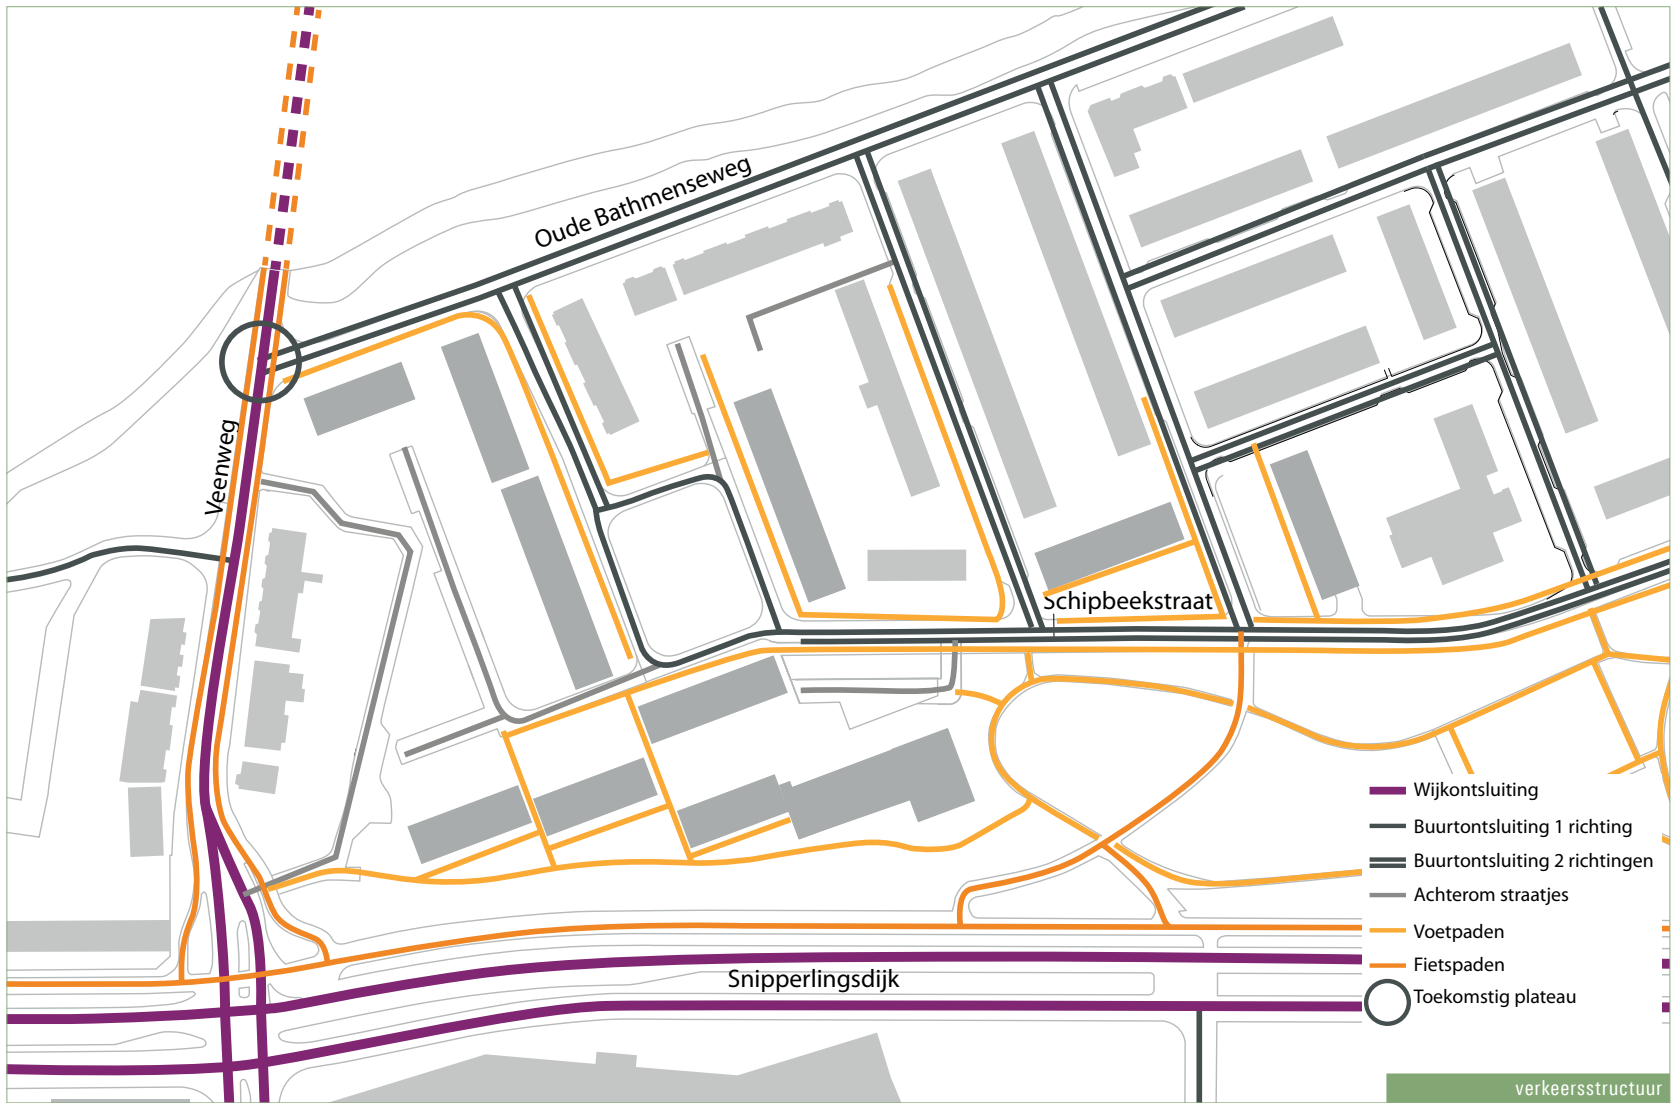 Oude Bathmenseweg
Veenweg
Schipbeekstraat
Snipperlingsdijk
Wijkontsluiting
Buurtontsluiting 1 richting
Buurtontsluiting 2 richtingen
Achterom straatjes
Voetpaden
Fietspaden
Toekomstig plateau
verkeersstructuur